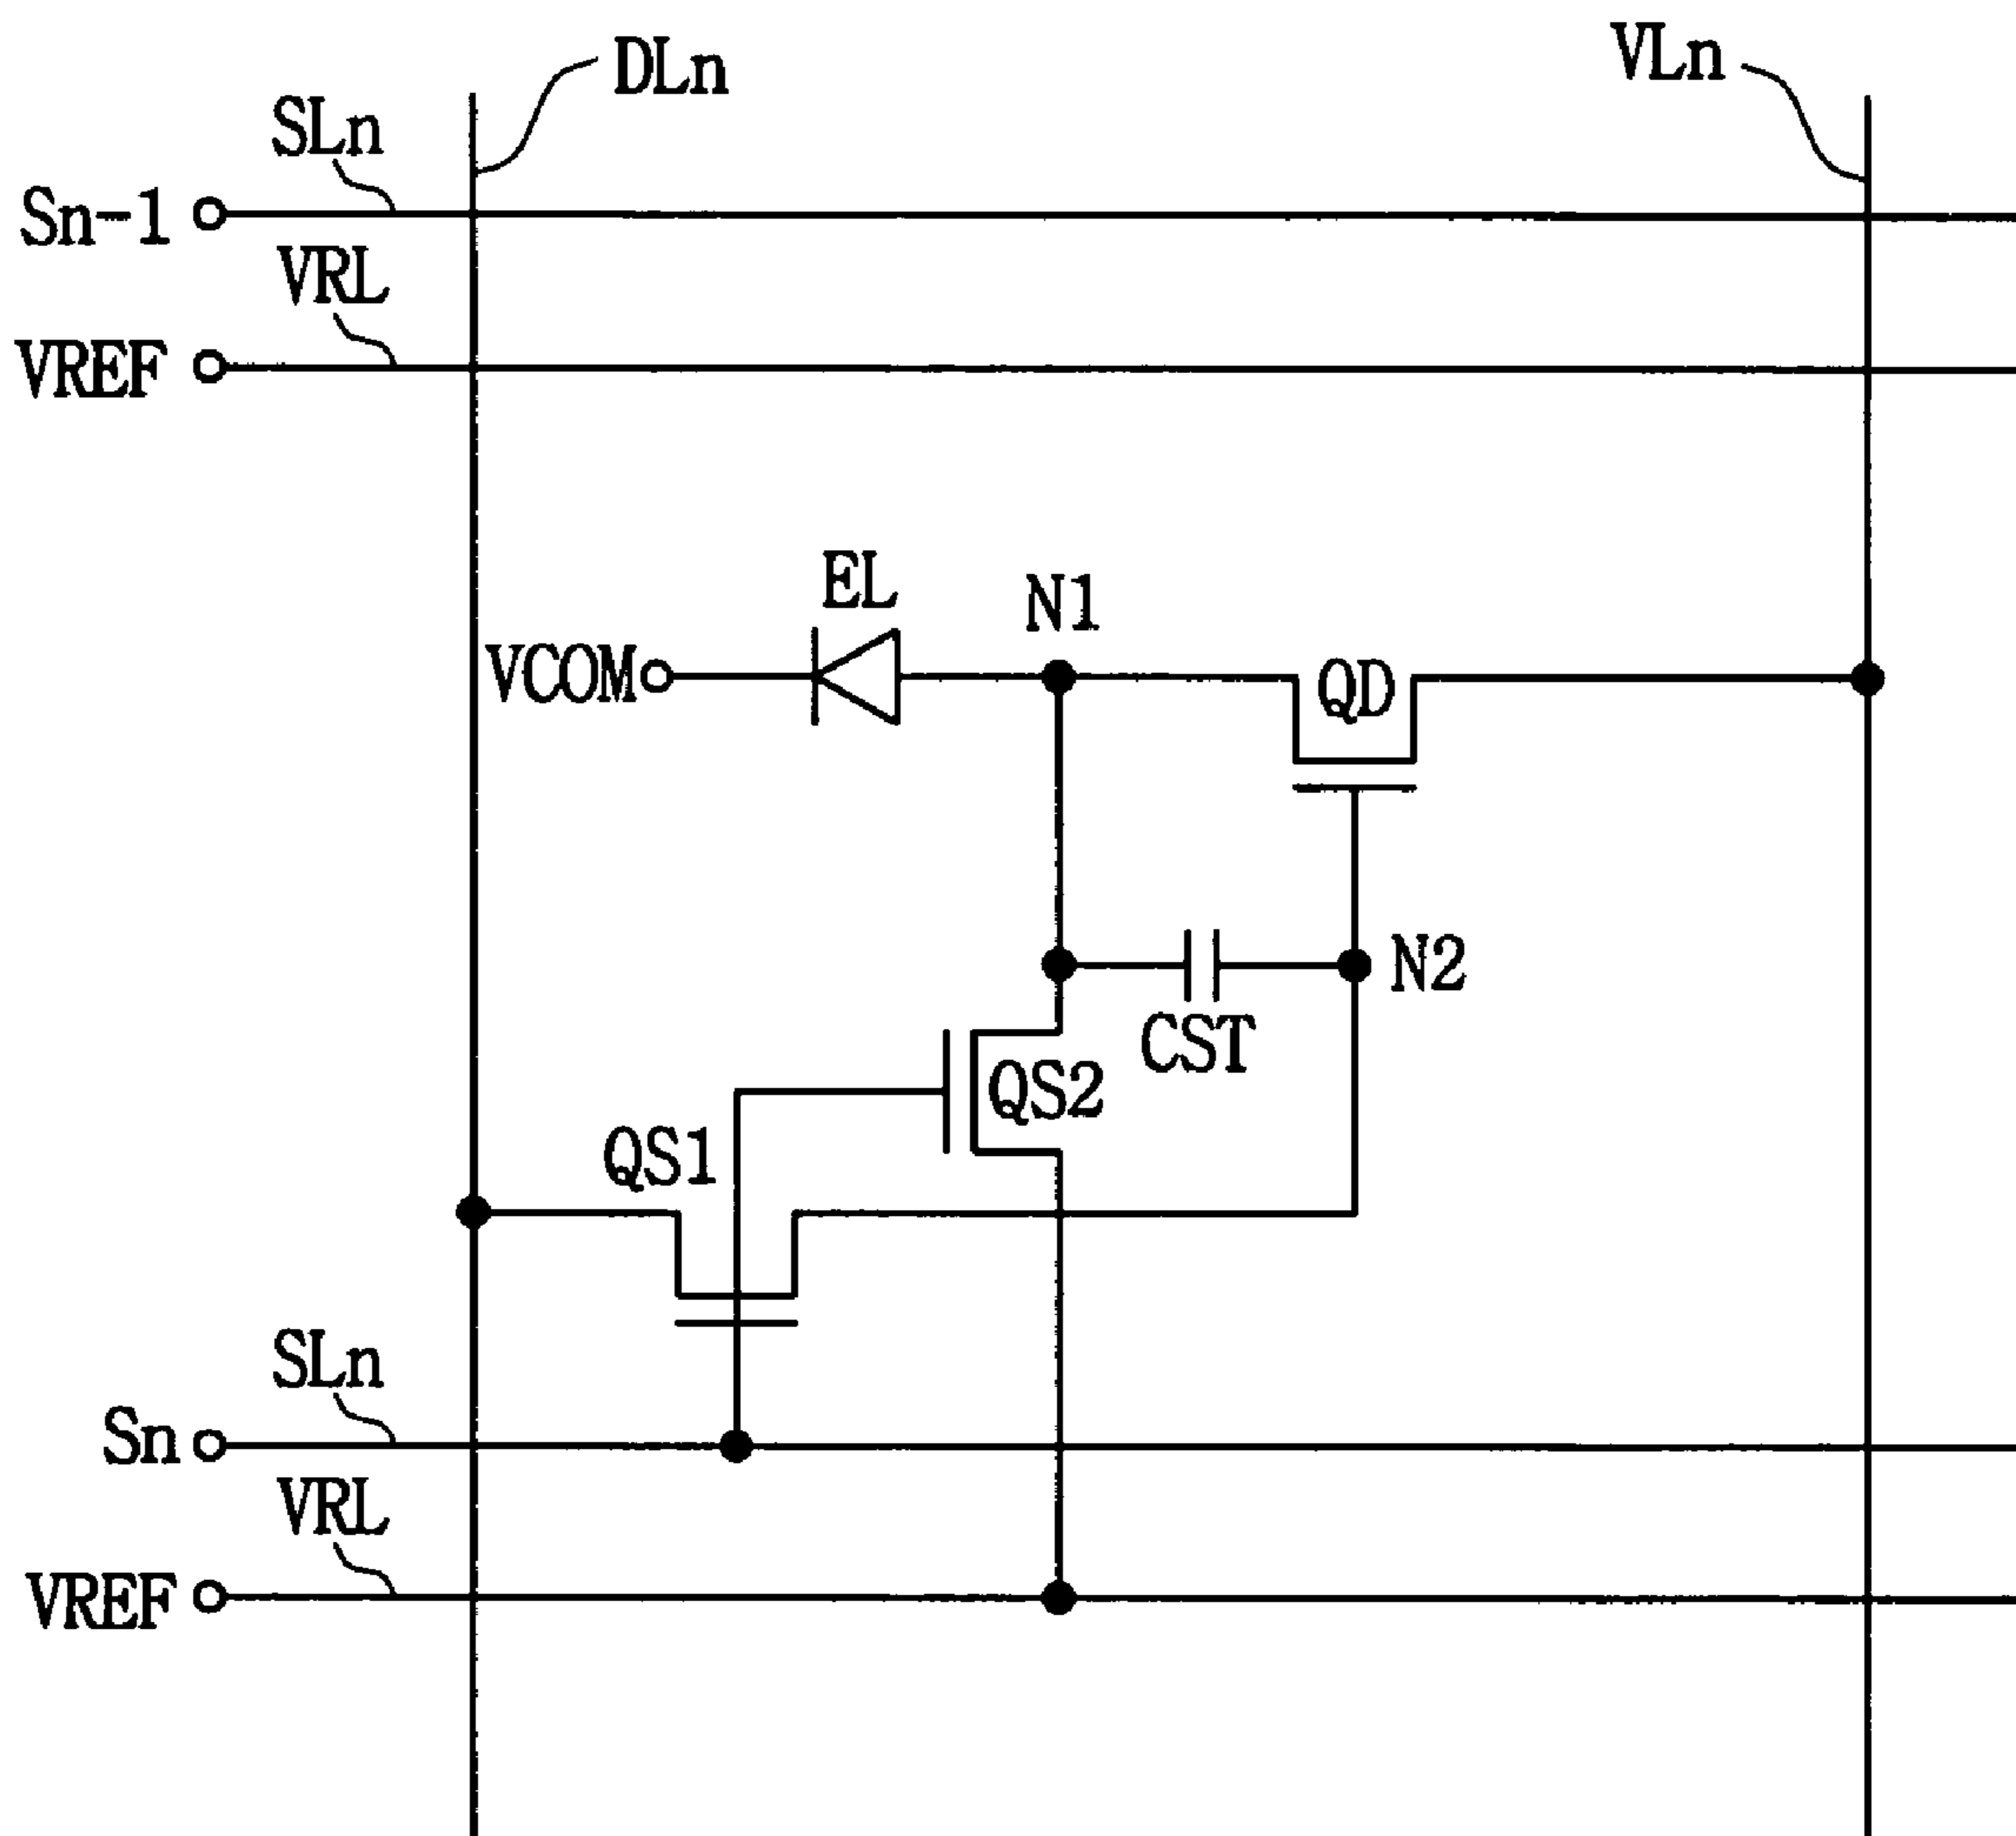 DLn
VLn
SLn
Sn-1
VRL
VREF
EL
N1
VCOM
QD
N2
CST
QS2
QS1
SLn
Sn
VRL
VREF